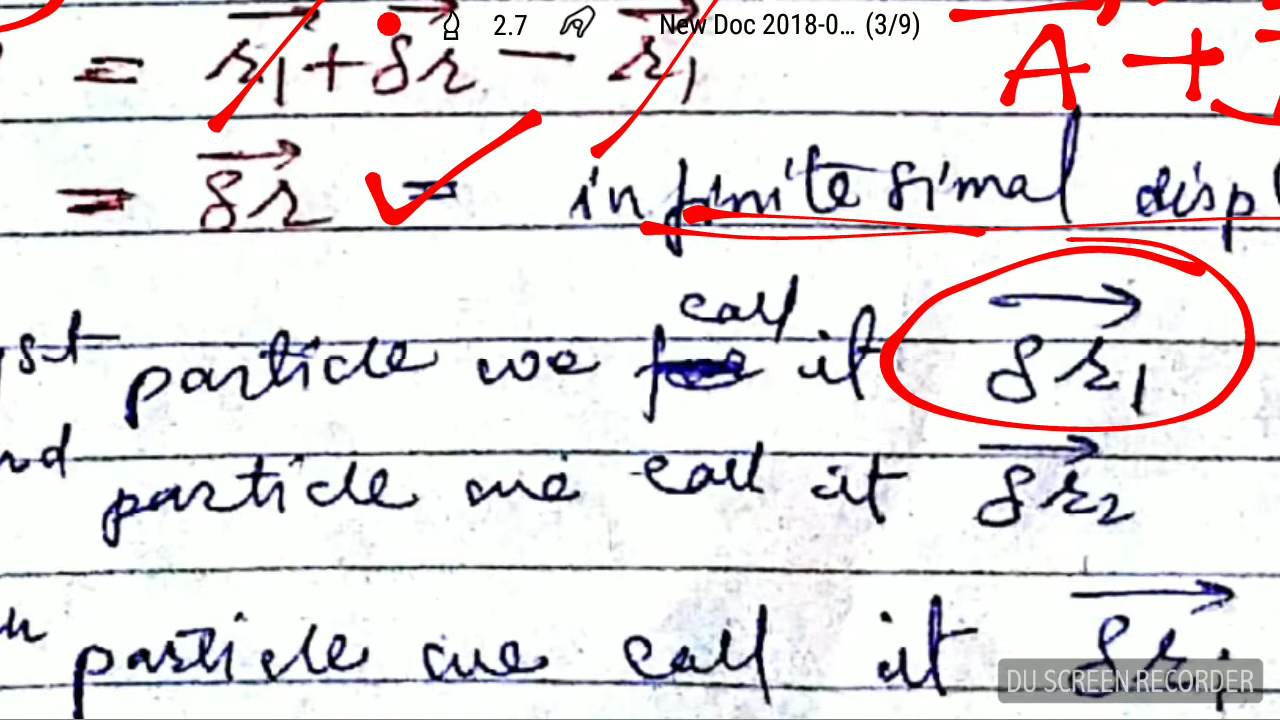 2.7 New Doc 2018-0... (3/9)
= r₁ + δr − r₁ A +
= δr = infinitesimal disp
st particle we call it δr₁
nd particle we call it δr₂
particle we call it δr
DU SCREEN RECORDER